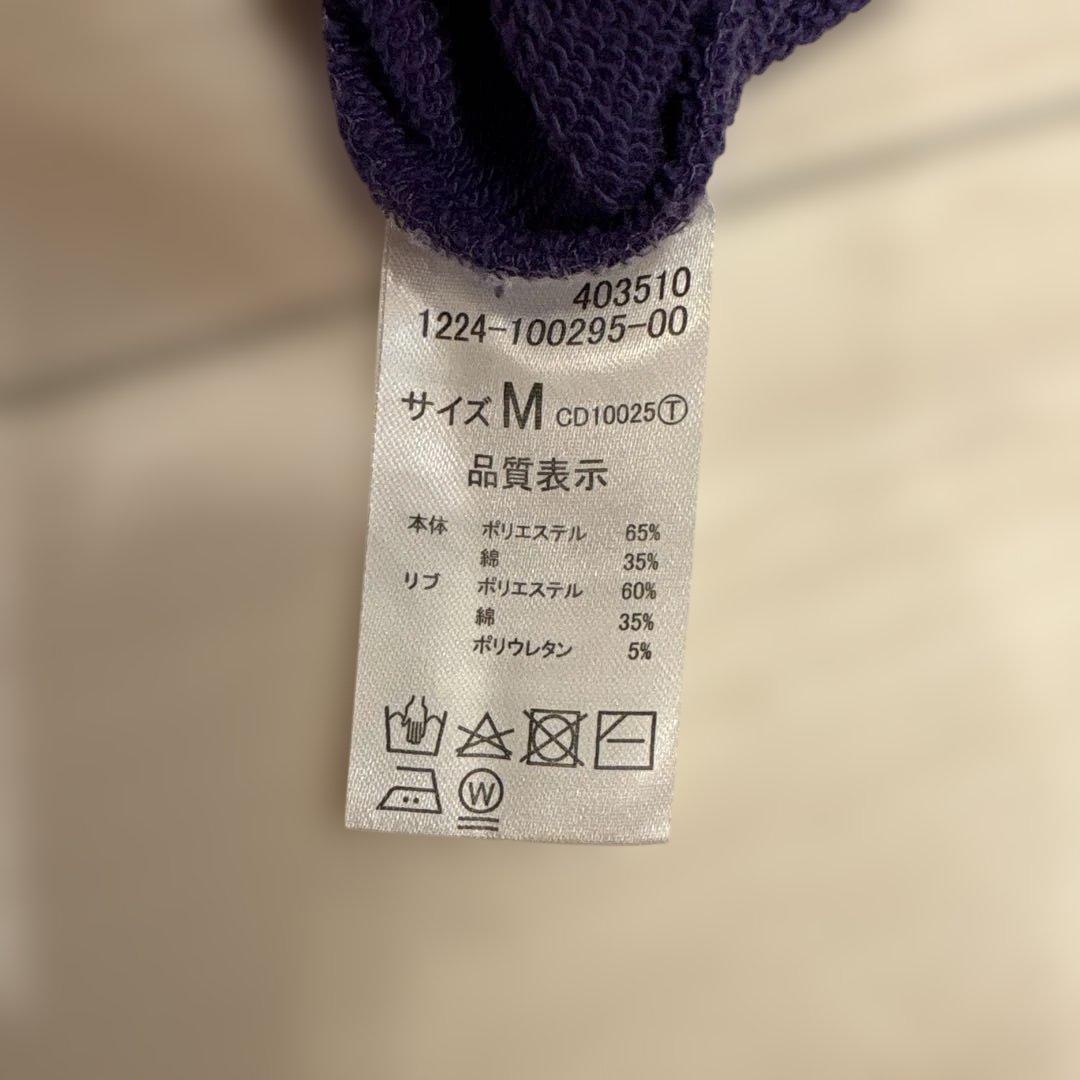 403510
1224-100295-00
サイズ M CD10025Ⓣ
品質表示
本体 ポリエステル 65%
綿 35%
リブ ポリエステル 60%
綿 35%
ポリウレタン 5%
W